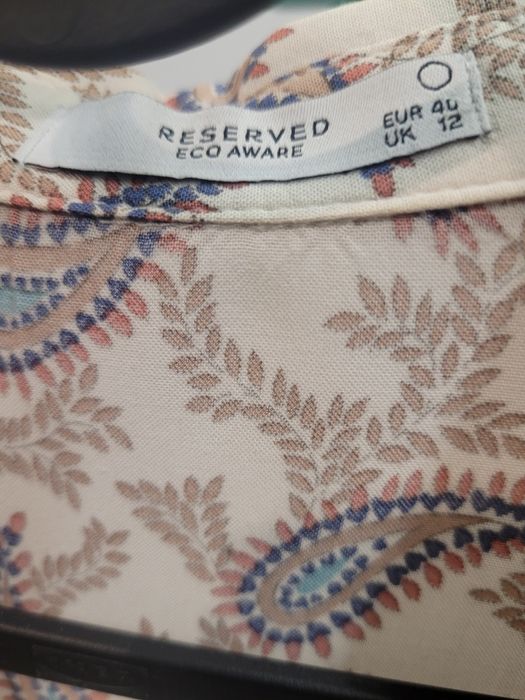 RESERVED
ECO AWARE
EUR 40
UK 12